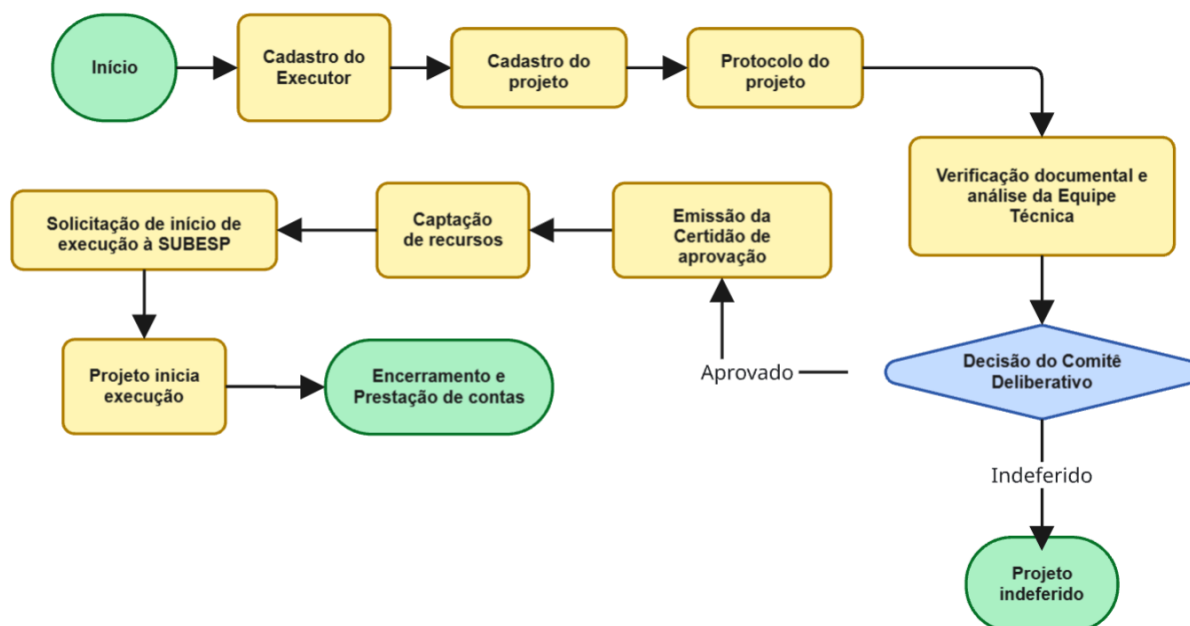 Início
Cadastro do
Executor
Cadastro do
projeto
Protocolo do
projeto
Verificação documental e
análise da Equipe
Técnica
Decisão do Comitê
Deliberativo
Aprovado
Emissão da
Certidão de
aprovação
Captação
de recursos
Solicitação de início de
execução à SUBESP
Projeto inicia
execução
Encerramento e
Prestação de contas
Indeferido
Projeto
indeferido